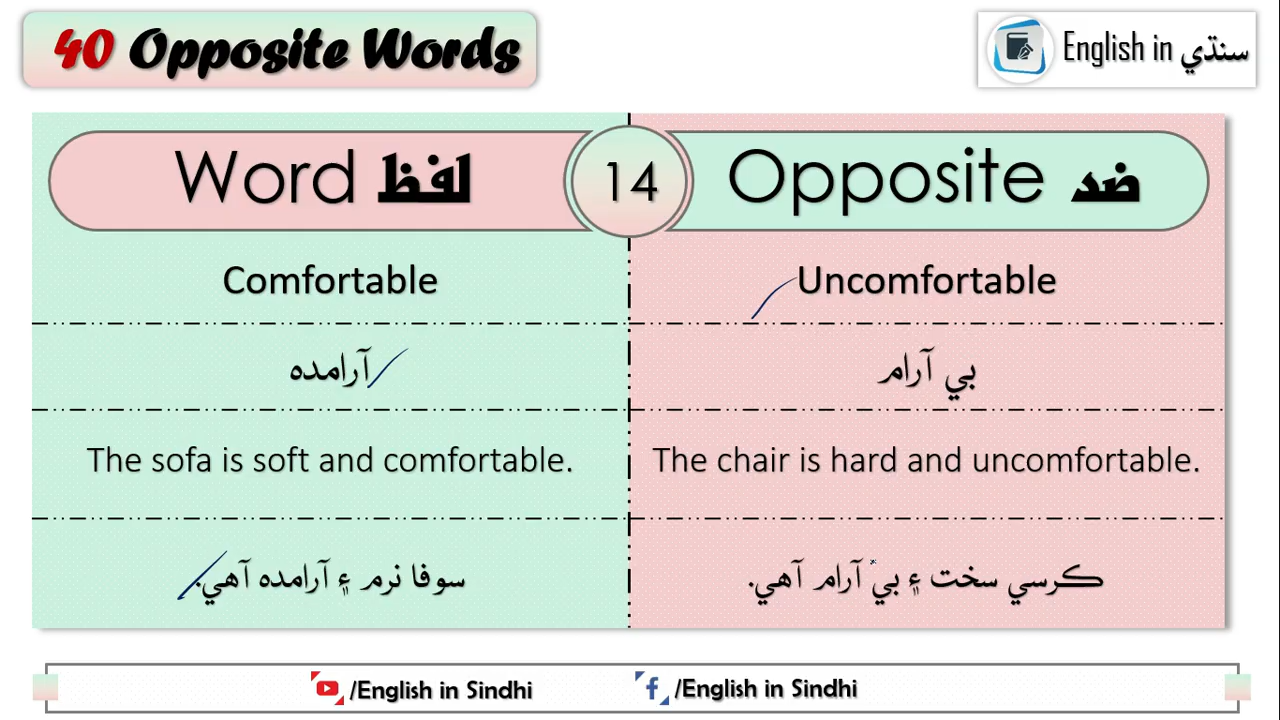 40 Opposite Words
English in سنڌي
Word لفظ
14
Opposite ضد
Comfortable
Uncomfortable
آرامده
بي آرام
The sofa is soft and comfortable.
The chair is hard and uncomfortable.
سوفا نرم ۽ آرامده آهي.
ڪرسي سخت ۽ بي آرام آهي.
/English in Sindhi
/English in Sindhi